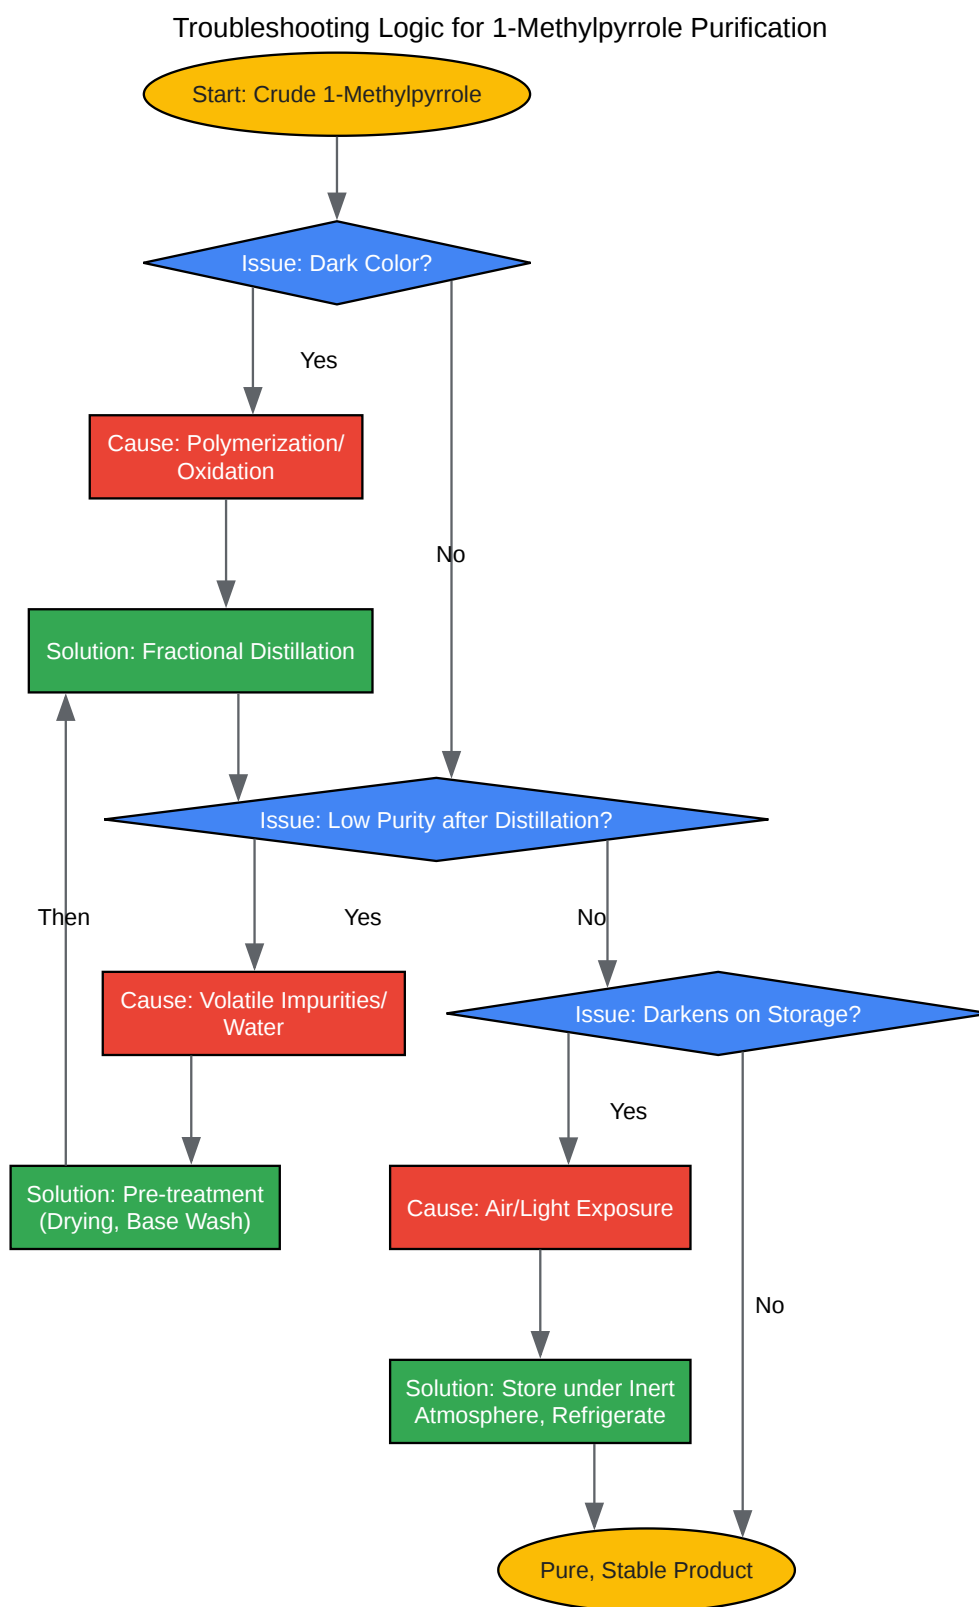 Troubleshooting Logic for 1-Methylpyrrole Purification
Start: Crude 1-Methylpyrrole
Issue: Dark Color?
Yes
Cause: Polymerization/
Oxidation
No
Solution: Fractional Distillation
Issue: Low Purity after Distillation?
Then
Yes
No
Cause: Volatile Impurities/
Water
Issue: Darkens on Storage?
Yes
Solution: Pre-treatment
(Drying, Base Wash)
Cause: Air/Light Exposure
No
Solution: Store under Inert
Atmosphere, Refrigerate
Pure, Stable Product